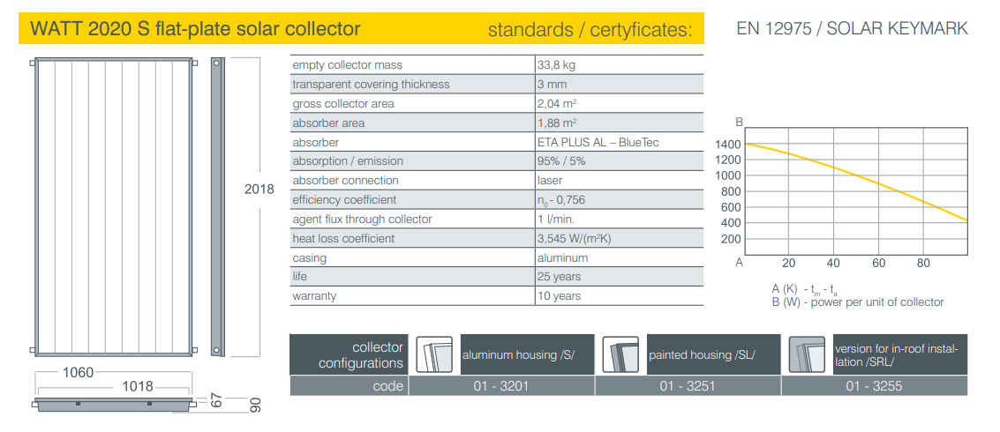 WATT 2020 S flat-plate solar collector
standards / certyficates:
EN 12975 / SOLAR KEYMARK
2018
1060
1018
67
90
empty collector mass 33,8 kg
transparent covering thickness 3 mm
gross collector area 2,04 m²
absorber area 1,88 m²
absorber ETA PLUS AL – BlueTec
absorption / emission 95% / 5%
absorber connection laser
efficiency coefficient n₀ - 0,756
agent flux through collector 1 l/min.
heat loss coefficient 3,545 W/(m²K)
casing aluminum
life 25 years
warranty 10 years
B
1400
1200
1000
800
600
400
200
A 20 40 60 80
A (K) - tₘ - tₐ
B (W) - power per unit of collector
collector
configurations
aluminum housing /S/
painted housing /SL/
version for in-roof instal-
lation /SRL/
code 01 - 3201 01 - 3251 01 - 3255